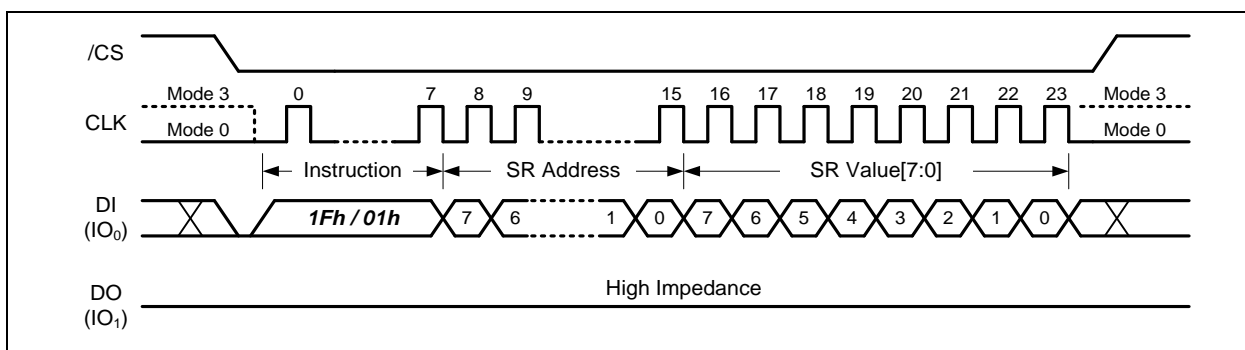 /CS
Mode 3 0 7 8 9 15 16 17 18 19 20 21 22 23 Mode 3
CLK
Mode 0 Mode 0
Instruction SR Address SR Value[7:0]
DI
(IO₀)
1Fh / 01h 7 6 1 0 7 6 5 4 3 2 1 0
High Impedance
DO
(IO₁)